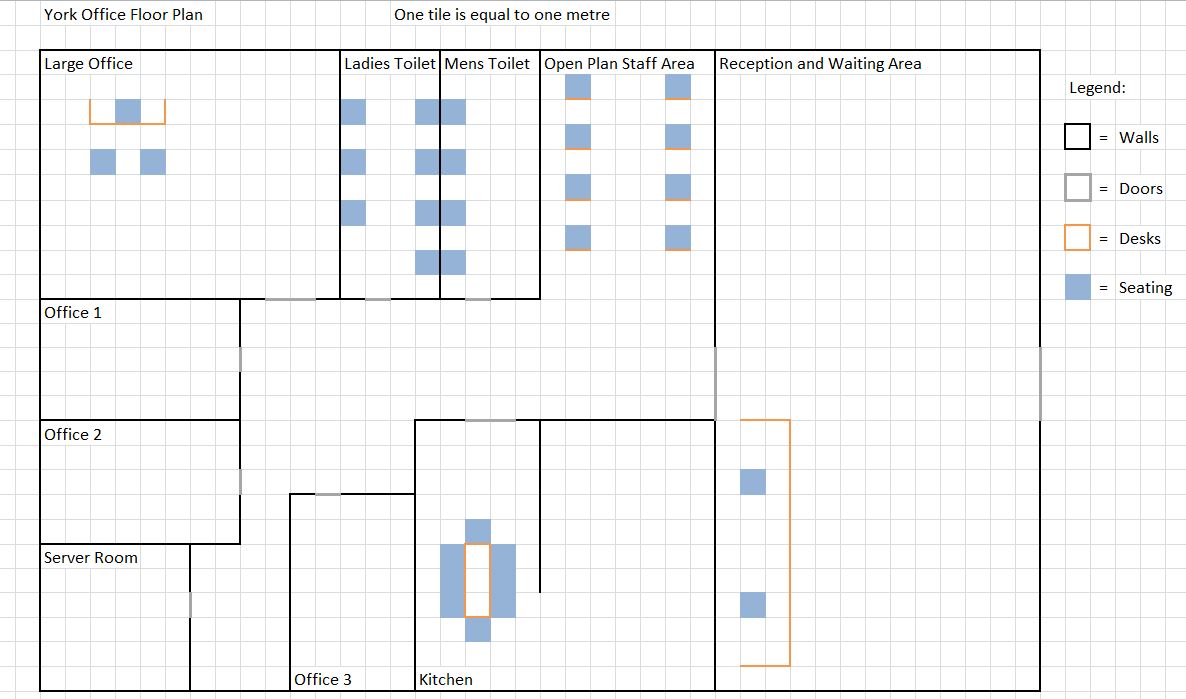 York Office Floor Plan
One tile is equal to one metre
Large Office
Ladies Toilet
Mens Toilet
Open Plan Staff Area
Reception and Waiting Area
Legend:
= Walls
= Doors
= Desks
= Seating
Office 1
Office 2
Server Room
Office 3
Kitchen